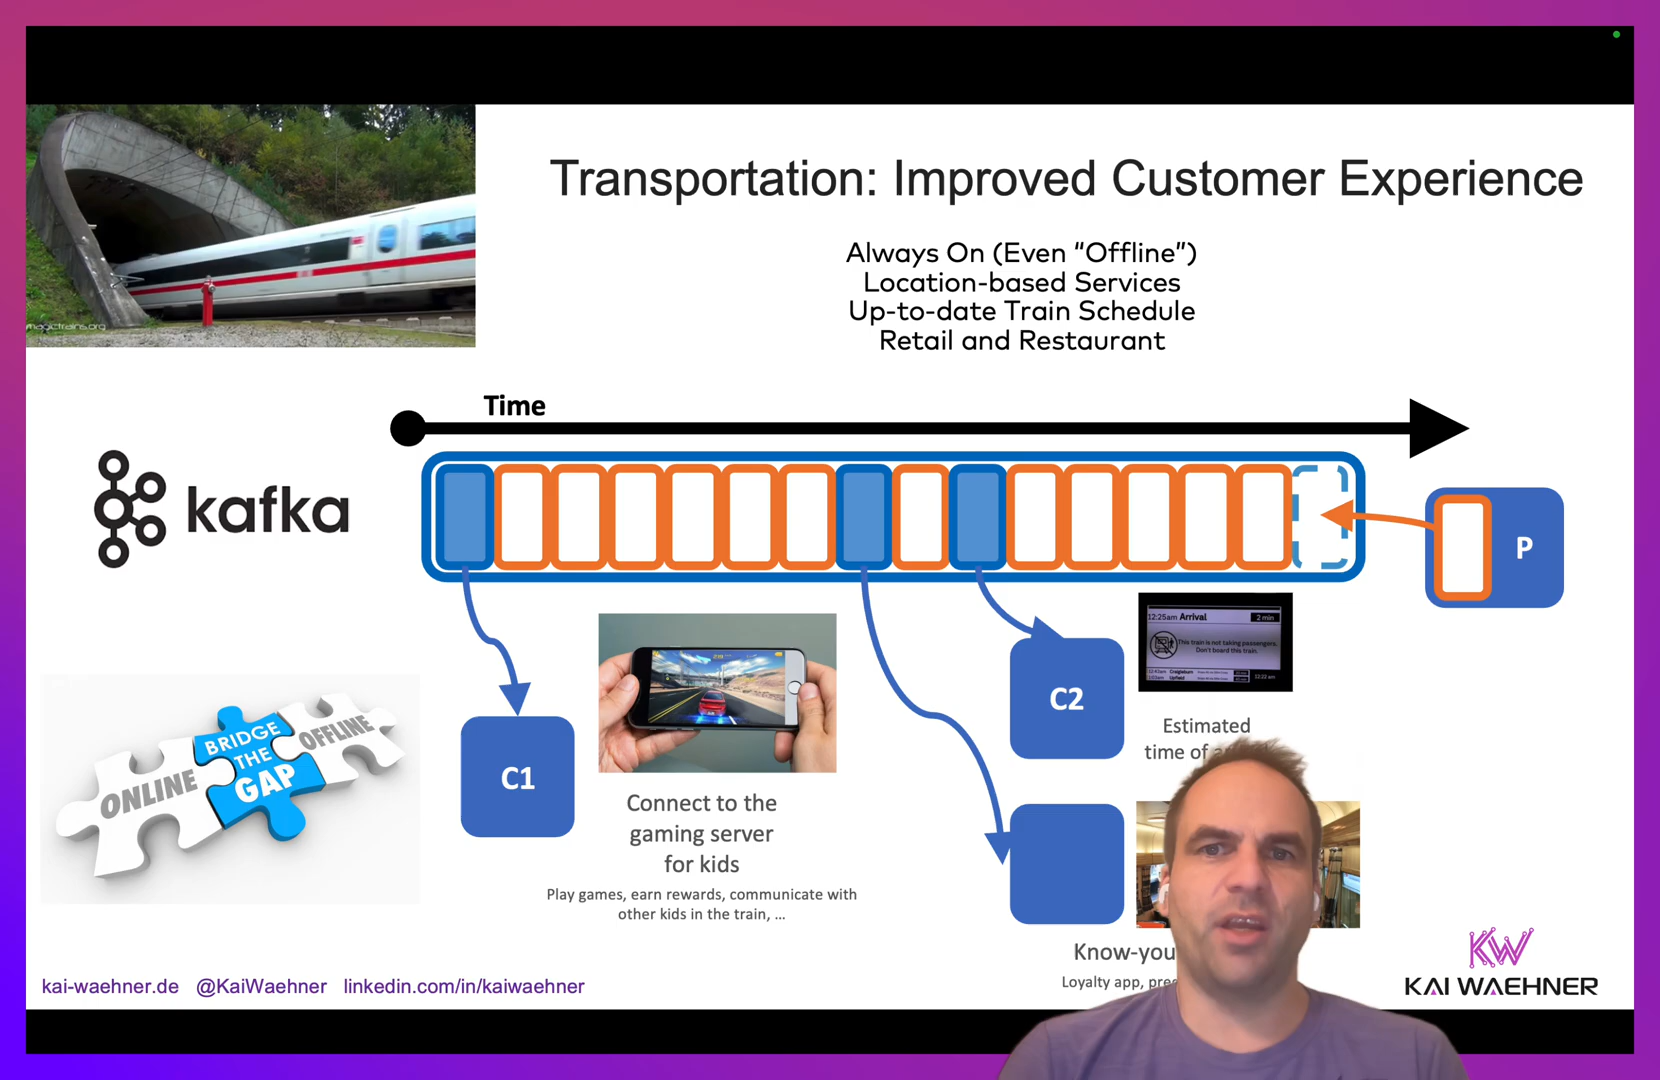 Transportation: Improved Customer Experience
Always On (Even “Offline”)
Location-based Services
Up-to-date Train Schedule
Retail and Restaurant
magictrains.org
Time
kafka
P
12:25am Arrival
2 min
This train is not taking passengers.
Don't board this train.
Craigieburn
Upfield
C2
Estimated
time of
BRIDGE
THE
GAP
ONLINE
OFFLINE
C1
Connect to the
gaming server
for kids
Play games, earn rewards, communicate with
other kids in the train, ...
Know-you
Loyalty app,
kai-waehner.de @KaiWaehner linkedin.com/in/kaiwaehner
KW
KAI WAEHNER